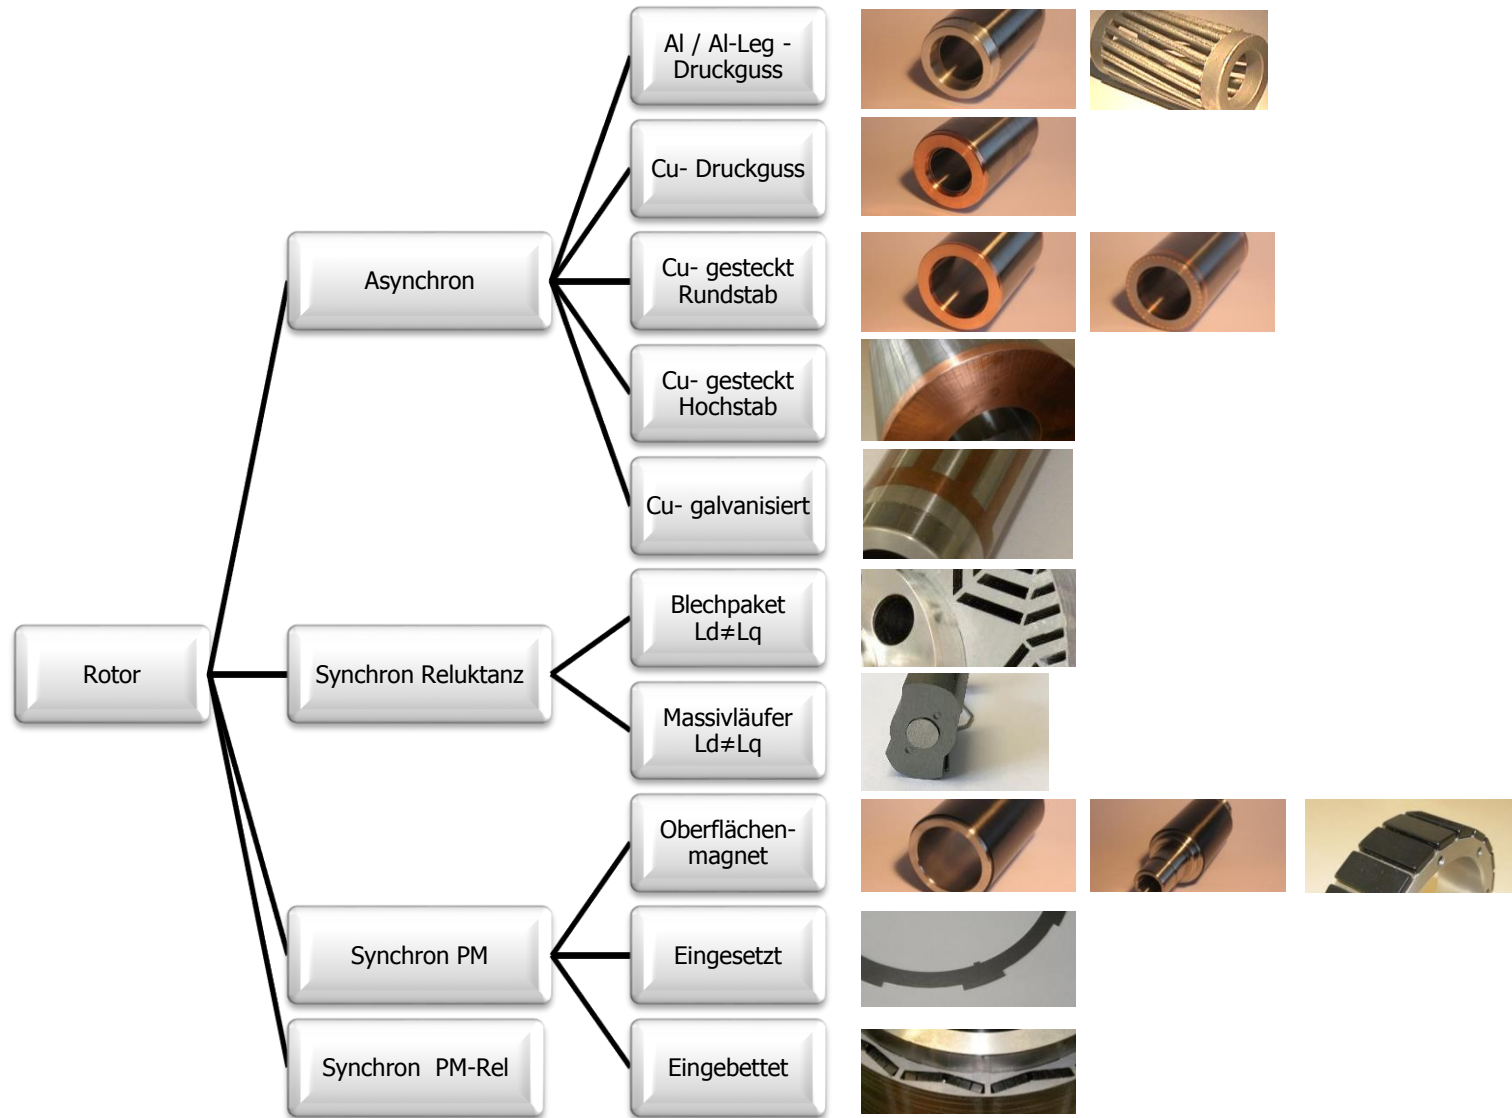 Rotor
Asynchron
Al / Al-Leg -
Druckguss
Cu- Druckguss
Cu- gesteckt
Rundstab
Cu- gesteckt
Hochstab
Cu- galvanisiert
Synchron Reluktanz
Blechpaket
Ld≠Lq
Massivläufer
Ld≠Lq
Synchron PM
Oberflächen-
magnet
Eingesetzt
Eingebettet
Synchron PM-Rel